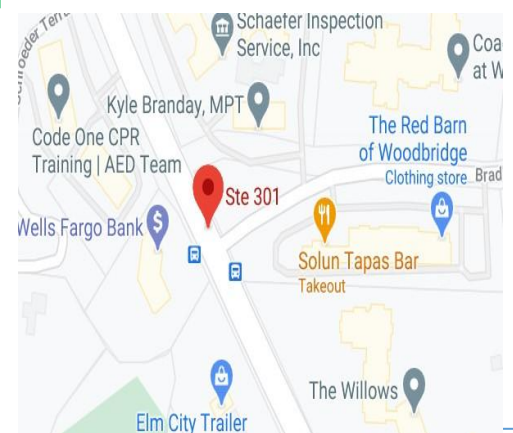 Schaefer Inspection
Service, Inc
Coa
at W
Kyle Branday, MPT
Code One CPR
Training | AED Team
The Red Barn
of Woodbridge
Clothing store
Brad
Ste 301
Wells Fargo Bank
Solun Tapas Bar
Takeout
The Willows
Elm City Trailer